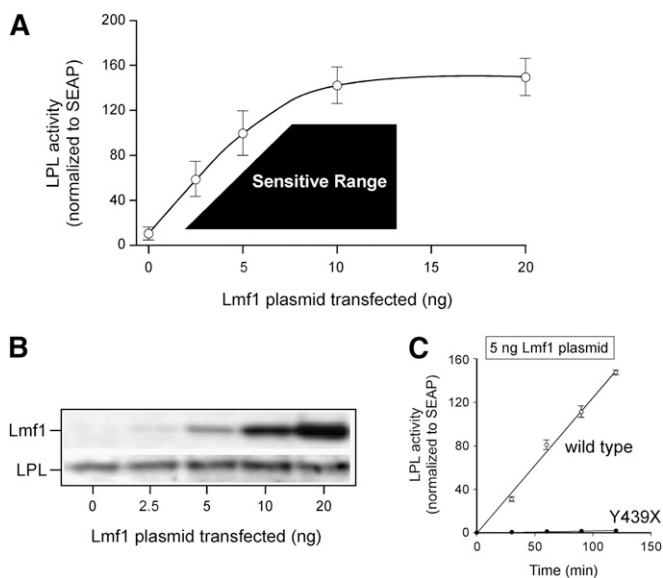 A
LPL activity
(normalized to SEAP)
200
160
120
80
40
0
Sensitive Range
0 5 10 15 20
Lmf1 plasmid transfected (ng)
B
Lmf1
LPL
0 2.5 5 10 20
Lmf1 plasmid transfected (ng)
C
5 ng Lmf1 plasmid
LPL activity
(normalized to SEAP)
160
120
80
40
0
wild type
Y439X
0 50 100 150
Time (min)